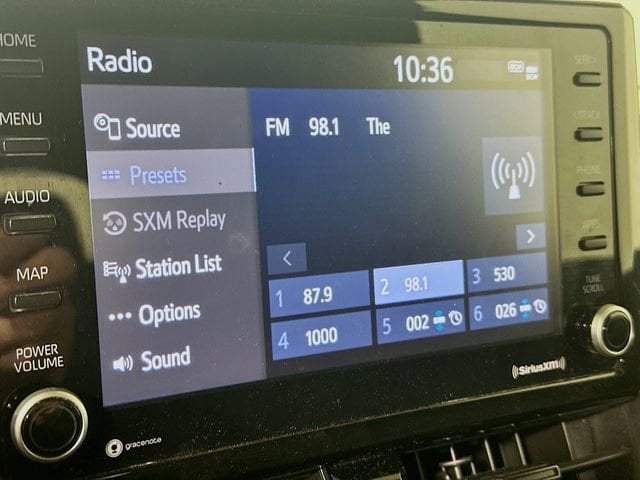 HOME
MENU
AUDIO
MAP
POWER
VOLUME
Radio
10:36
Source
Presets
SXM Replay
Station List
Options
Sound
FM 98.1 The
<
>
1 87.9
2 98.1
3 530
4 1000
5 002
6 026
SEEK >
< TRACK
PHONE
APPS
TUNE
SCROLL
SiriusXM
gracenote